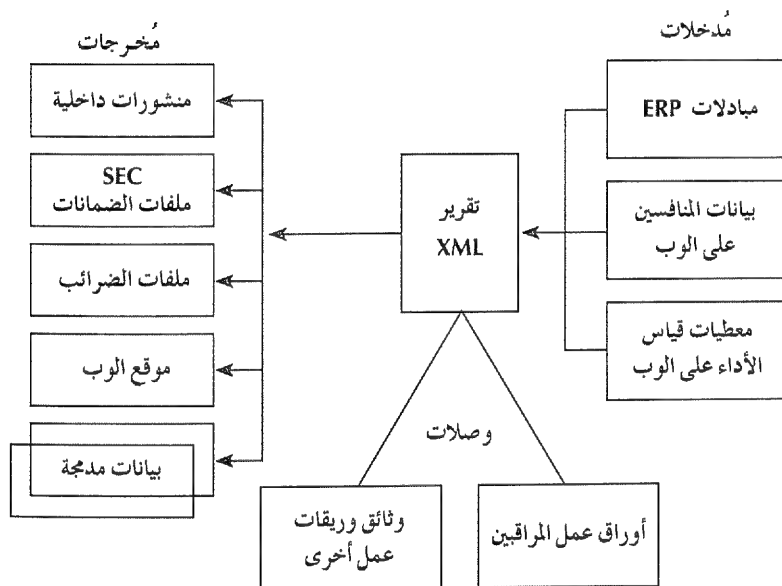 مُدخلات
مبادلات ERP
بيانات المنافسين
على الوب
معطيات قياس
الأداء على الوب
تقرير
XML
مُخرجات
منشورات داخلية
SEC
ملفات الضمانات
ملفات الضرائب
موقع الوب
بيانات مدمجة
وصلات
أوراق عمل المراقبين
وثائق وريقات
عمل أخرى